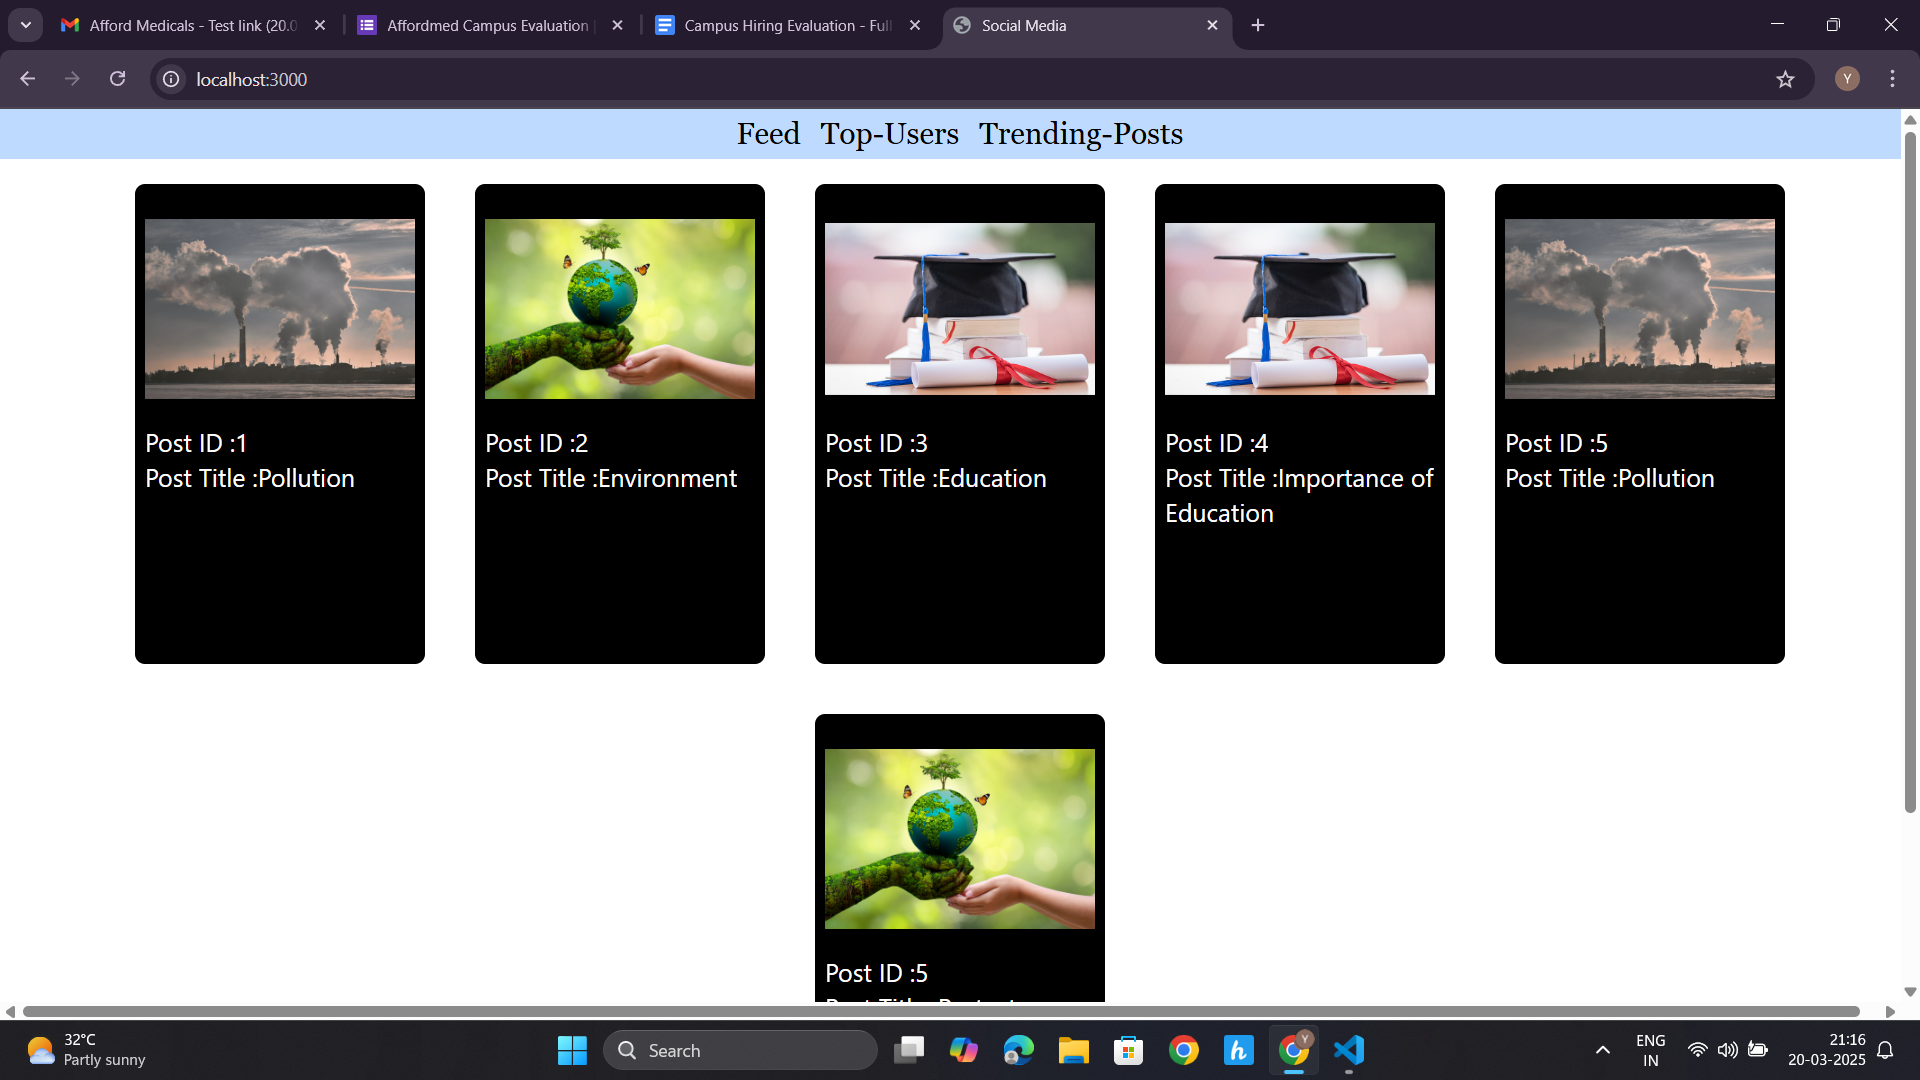 Afford Medicals - Test link (20.0
Affordmed Campus Evaluation
Campus Hiring Evaluation - Full
Social Media
localhost:3000
Y
Feed Top-Users Trending-Posts
Post ID :1
Post Title :Pollution
Post ID :2
Post Title :Environment
Post ID :3
Post Title :Education
Post ID :4
Post Title :Importance of
Education
Post ID :5
Post Title :Pollution
Post ID :5
32°C
Partly sunny
Search
h
Y
ENG
IN
21:16
20-03-2025